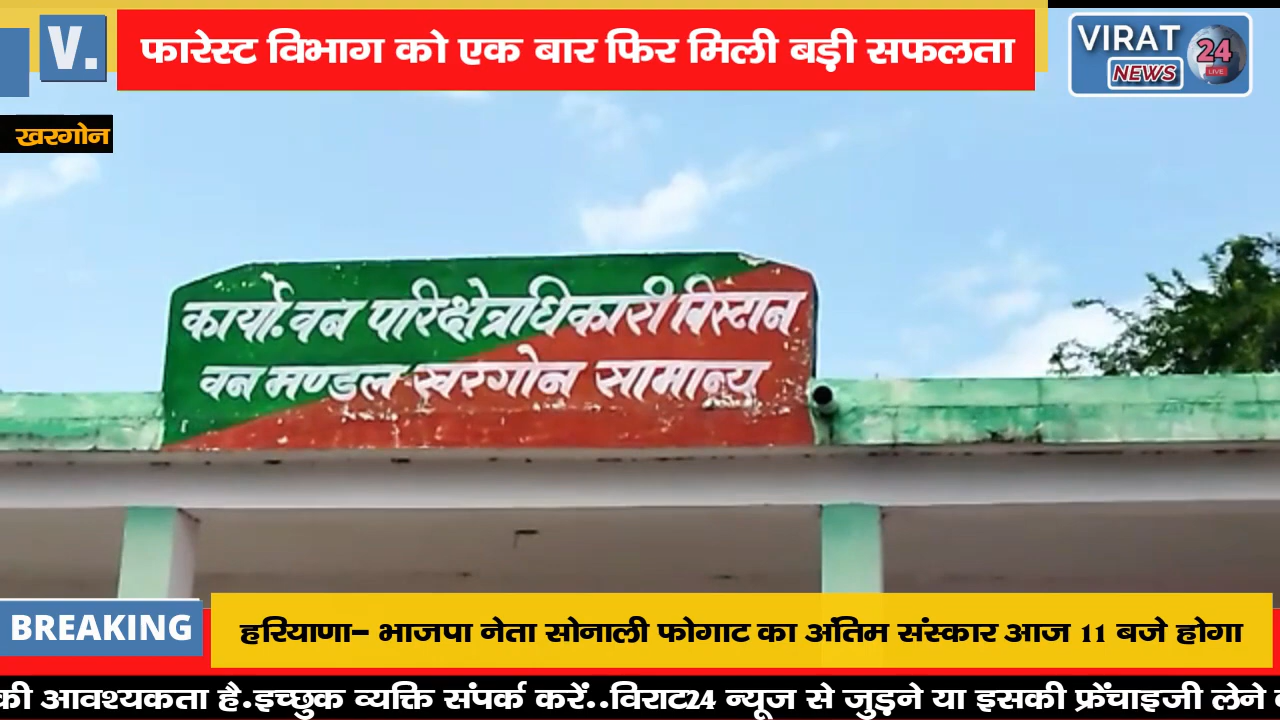 V.
फारेस्ट विभाग को एक बार फिर मिली बड़ी सफलता
VIRAT 24
NEWS LIVE
खरगोन
कार्यो. वन परिक्षेत्राधिकारी बिस्टान
वन मण्डल खरगोन सामान्य
BREAKING
हरियाणा- भाजपा नेता सोनाली फोगाट का अंतिम संस्कार आज 11 बजे होगा
की आवश्यकता है.इच्छुक व्यक्ति संपर्क करें..विराट24 न्यूज से जुड़ने या इसकी फ्रेंचाइजी लेने